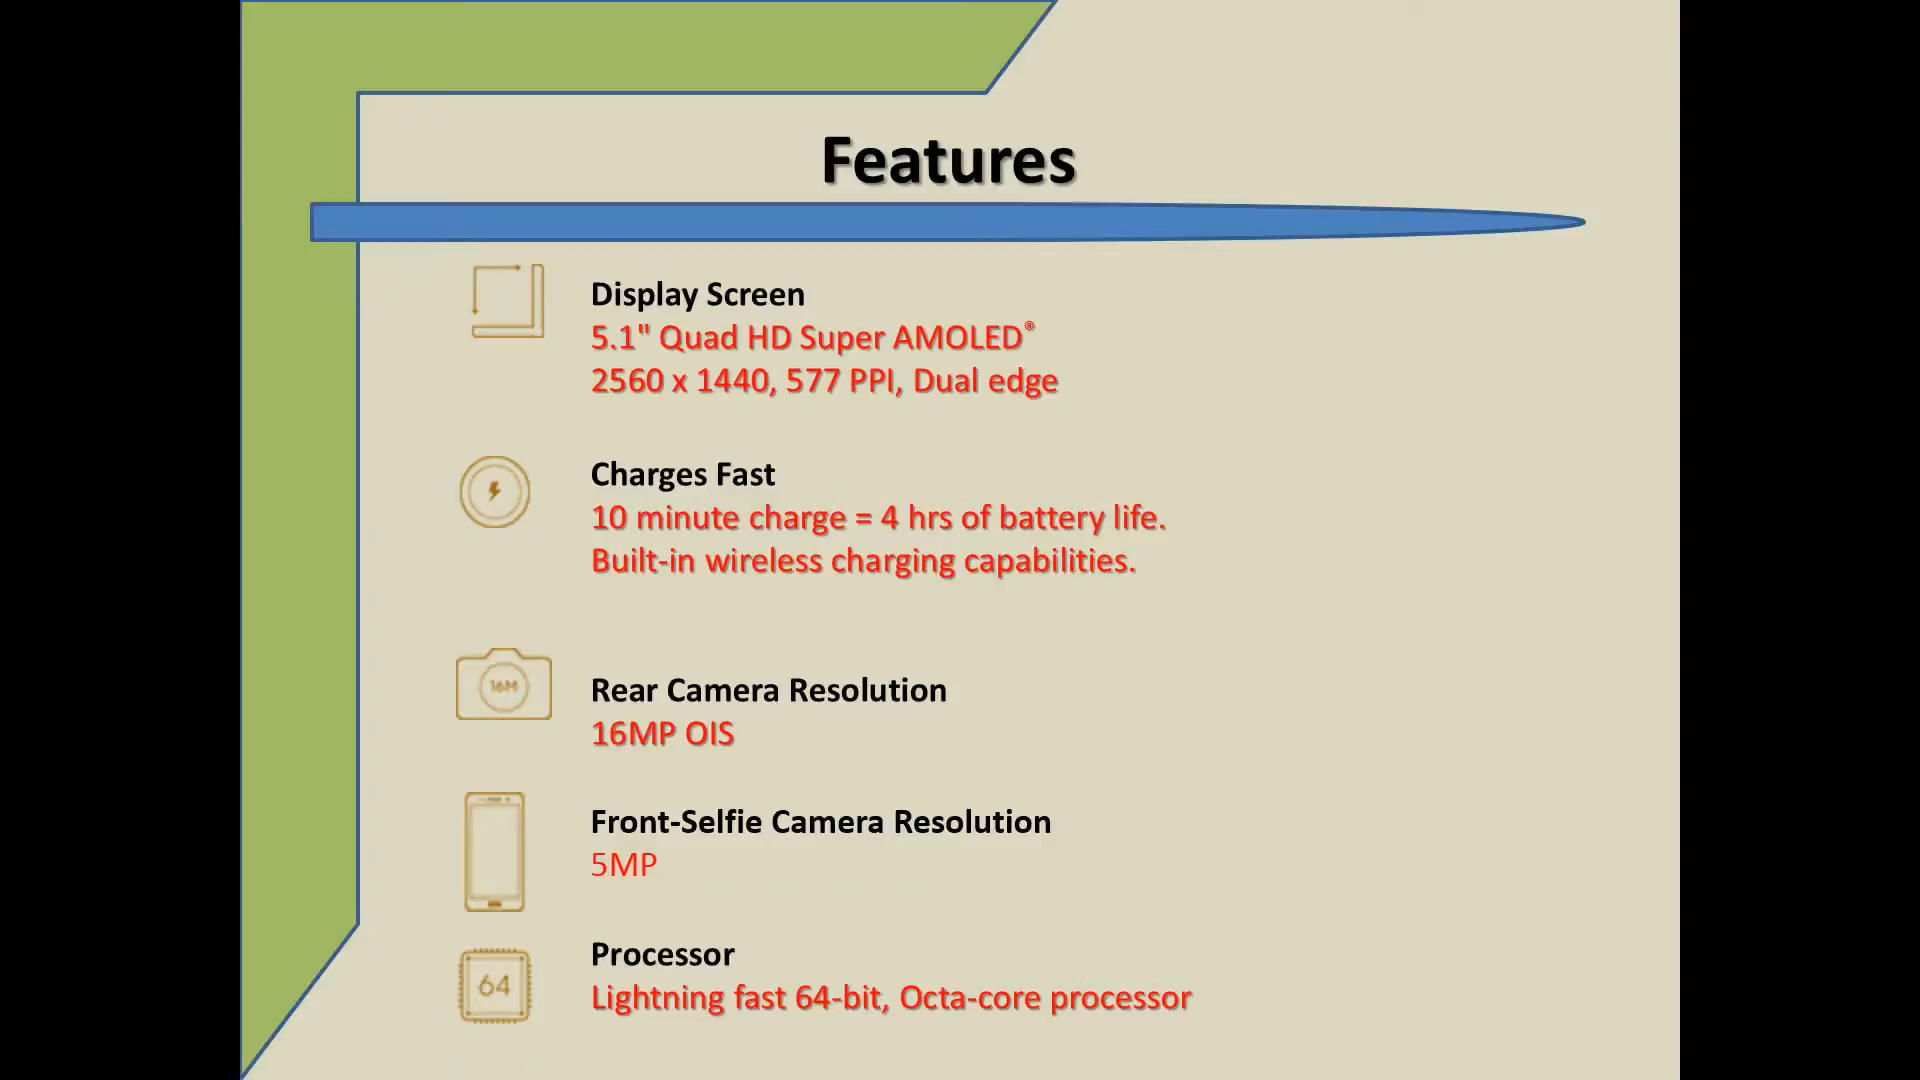 Features
Display Screen
5.1" Quad HD Super AMOLED®
2560 x 1440, 577 PPI, Dual edge
Charges Fast
10 minute charge = 4 hrs of battery life.
Built-in wireless charging capabilities.
16M
Rear Camera Resolution
16MP OIS
Front-Selfie Camera Resolution
5MP
Processor
64
Lightning fast 64-bit, Octa-core processor